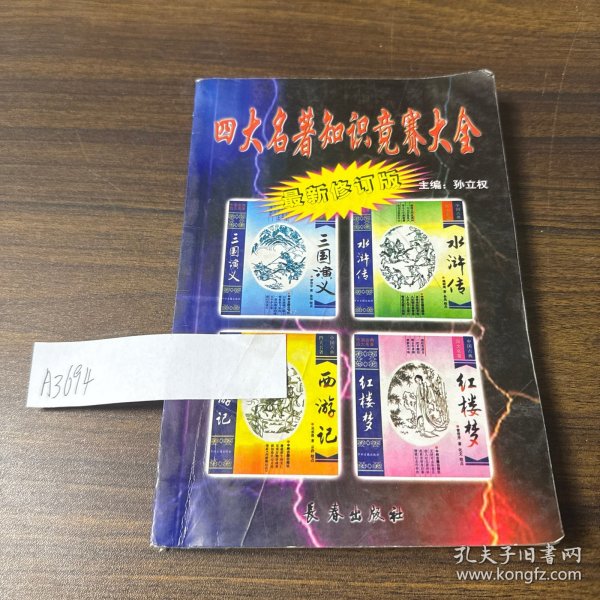 四大名著知识竞赛大全
最新修订版
主编：孙立权
三国演义
三国演义
水浒传
水浒传
A3694
游记
西游记
红楼梦
红楼梦
长春出版社
孔夫子旧书网
www.kongfz.com